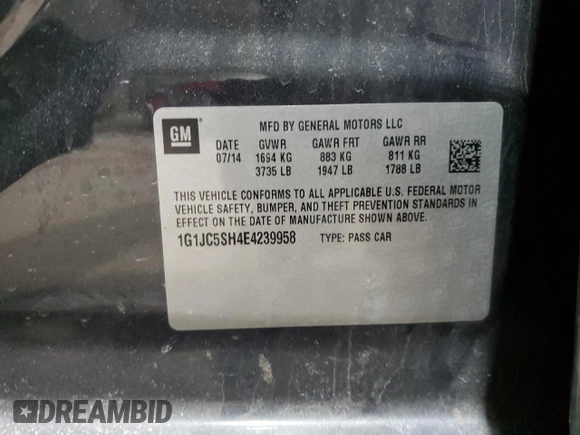 GM
MFD BY GENERAL MOTORS LLC
DATE GVWR GAWR FRT GAWR RR
07/14 1694 KG 883 KG 811 KG
3735 LB 1947 LB 1788 LB
THIS VEHICLE CONFORMS TO ALL APPLICABLE U.S. FEDERAL MOTOR
VEHICLE SAFETY, BUMPER, AND THEFT PREVENTION STANDARDS IN
EFFECT ON THE DATE OF MANUFACTURE SHOWN ABOVE.
1G1JC5SH4E4239958 TYPE: PASS CAR
DREAMBID